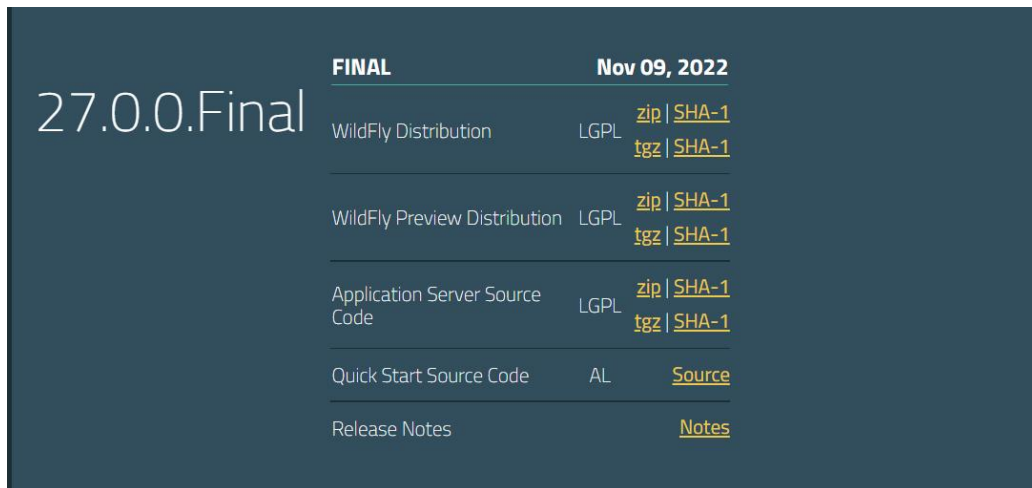 27.0.0.Final
FINAL Nov 09, 2022
WildFly Distribution LGPL zip | SHA-1
tgz | SHA-1
WildFly Preview Distribution LGPL zip | SHA-1
tgz | SHA-1
Application Server Source
Code LGPL zip | SHA-1
tgz | SHA-1
Quick Start Source Code AL Source
Release Notes Notes